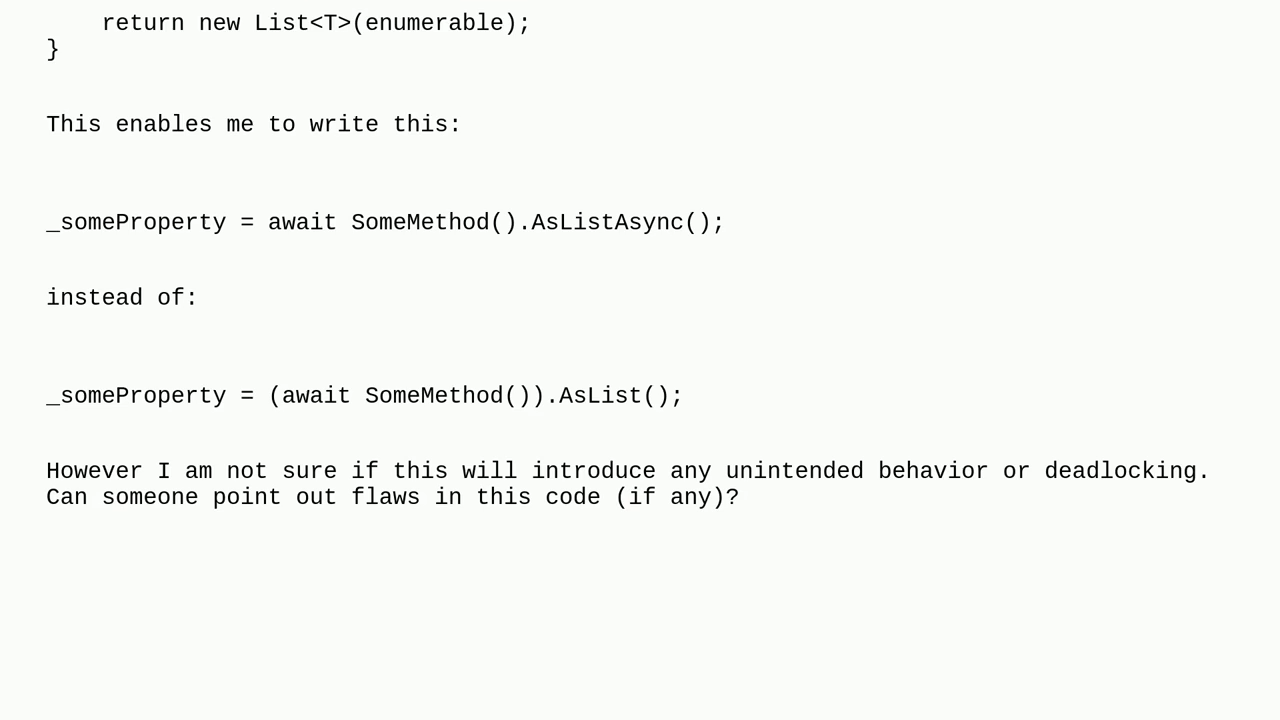 return new List<T>(enumerable);
}
This enables me to write this:
_someProperty = await SomeMethod().AsListAsync();
instead of:
_someProperty = (await SomeMethod()).AsList();
However I am not sure if this will introduce any unintended behavior or deadlocking.
Can someone point out flaws in this code (if any)?